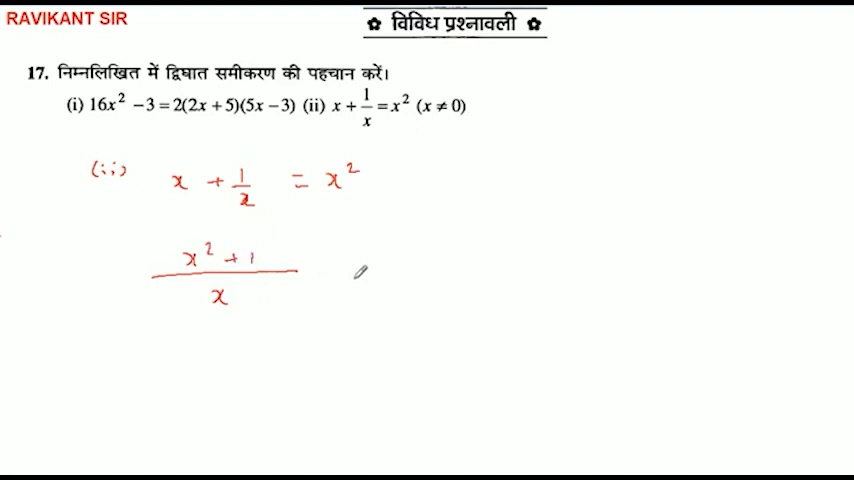 RAVIKANT SIR
✿ विविध प्रश्नावली ✿
17. निम्नलिखित में द्विघात समीकरण की पहचान करें।
(i) 16x² − 3 = 2(2x + 5)(5x − 3) (ii) x + 1/x = x² (x ≠ 0)
(ii) x + 1/x = x²
x² + 1
x